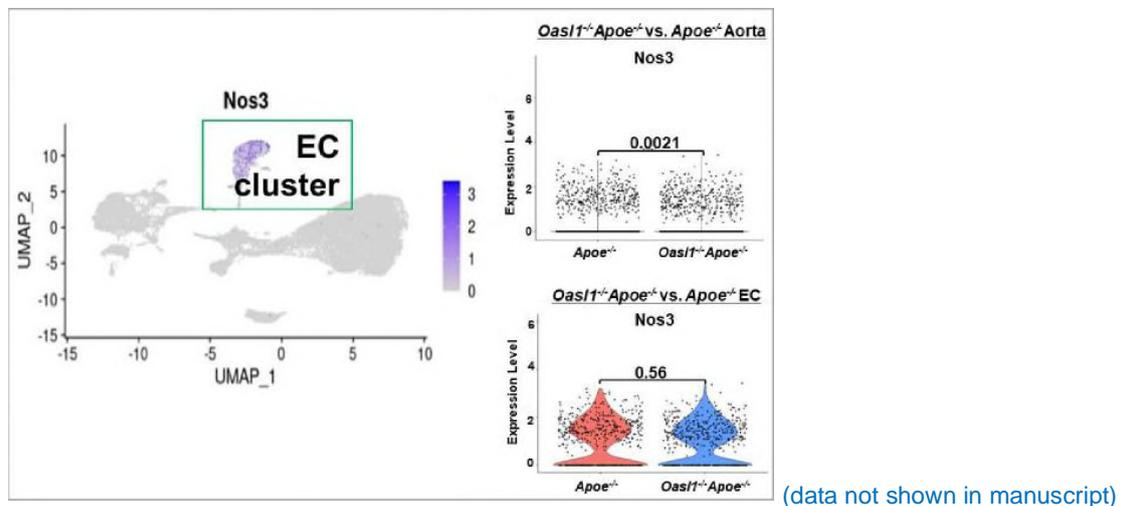 Nos3
EC
cluster
UMAP_2
10
5
0
-5
-10
-15
-15
-10
-5
0
5
10
UMAP_1
3
2
1
0
Oasl1-/-Apoe-/- vs. Apoe-/- Aorta
Nos3
Expression Level
6
4
2
0
0.0021
Apoe-/-
Oasl1-/-Apoe-/-
Oasl1-/-Apoe-/- vs. Apoe-/- EC
Nos3
Expression Level
6
4
2
0
0.56
Apoe-/-
Oasl1-/-Apoe-/-
(data not shown in manuscript)